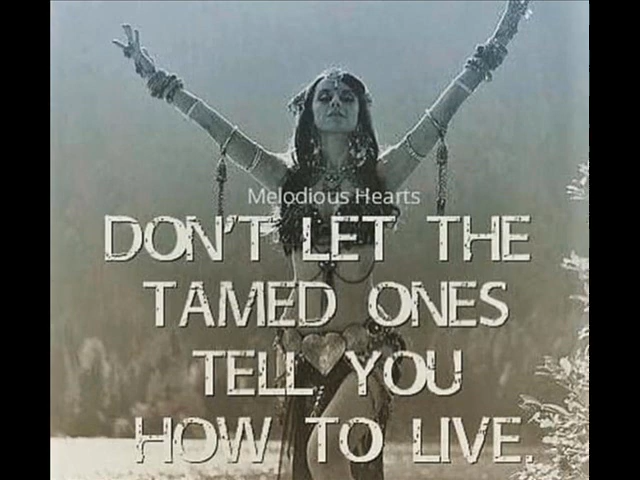 Melodious Hearts
DON'T LET THE
TAMED ONES
TELL YOU
HOW TO LIVE.